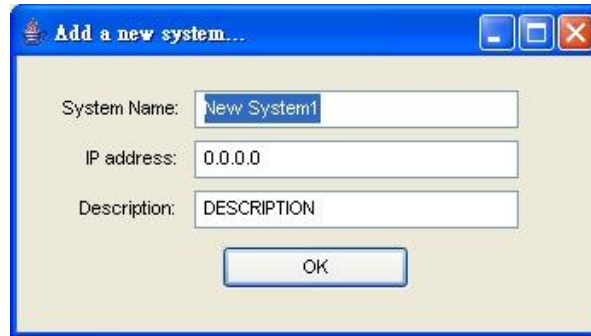 Add a new system...
System Name: New System1
IP address: 0.0.0.0
Description: DESCRIPTION
OK